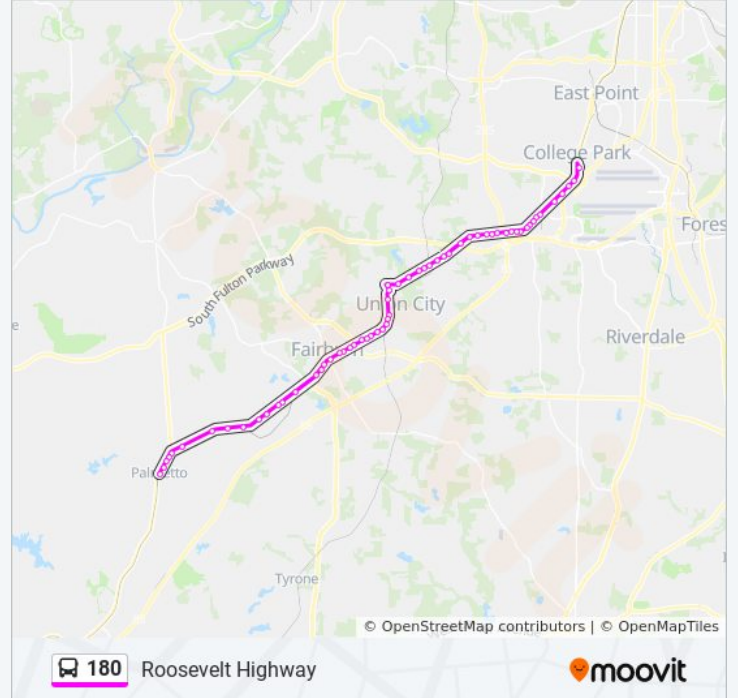 East Point
College Park
Fores
South Fulton Parkway
Union City
e
Riverdale
Fairburn
Palmetto
Tyrone
© OpenStreetMap contributors | © OpenMapTiles
180 Roosevelt Highway
moovit